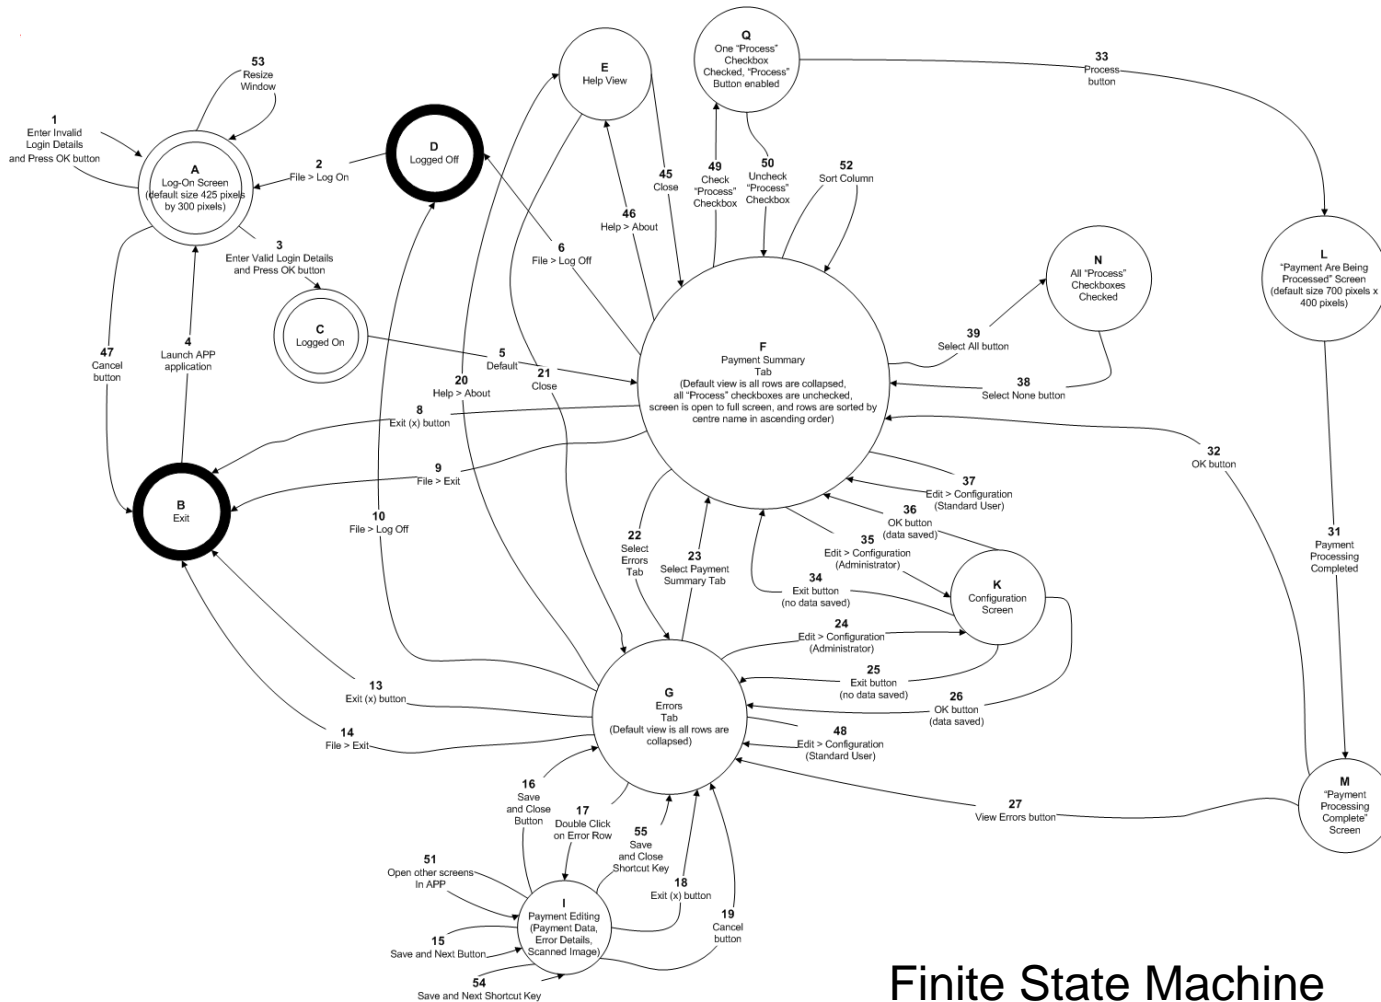 53
Resize
Window
1
Enter Invalid
Login Details
and Press OK button
A
Log-On Screen
(default size 425 pixels
by 300 pixels)
2
File > Log On
D
Logged Off
E
Help View
45
Close
46
Help > About
6
File > Log Off
3
Enter Valid Login Details
and Press OK button
C
Logged On
5
Default
47
Cancel
button
4
Launch APP
application
B
Exit
8
Exit (x) button
9
File > Exit
10
File > Log Off
20
Help > About
21
Close
Q
One “Process”
Checkbox
Checked, “Process”
Button enabled
33
Process
button
49
Check
“Process”
Checkbox
50
Uncheck
“Process”
Checkbox
52
Sort Column
F
Payment Summary
Tab
(Default view is all rows are collapsed,
all “Process” checkboxes are unchecked,
screen is open to full screen, and rows are sorted by
centre name in ascending order)
N
All “Process”
Checkboxes
Checked
39
Select All button
38
Select None button
L
“Payment Are Being
Processed” Screen
(default size 700 pixels x
400 pixels)
32
OK button
31
Payment
Processing
Completed
37
Edit > Configuration
(Standard User)
36
OK button
(data saved)
35
Edit > Configuration
(Administrator)
34
Exit button
(no data saved)
K
Configuration
Screen
22
Select
Errors
Tab
23
Select Payment
Summary Tab
24
Edit > Configuration
(Administrator)
25
Exit button
(no data saved)
26
OK button
(data saved)
13
Exit (x) button
14
File > Exit
G
Errors
Tab
(Default view is all rows are
collapsed)
48
Edit > Configuration
(Standard User)
27
View Errors button
M
“Payment
Processing
Complete”
Screen
16
Save
and Close
Button
17
Double Click
on Error Row
55
Save
and Close
Shortcut Key
18
Exit (x) button
19
Cancel
button
51
Open other screens
In APP
15
Save and Next Button
54
Save and Next Shortcut Key
I
Payment Editing
(Payment Data,
Error Details,
Scanned Image)
Finite State Machine